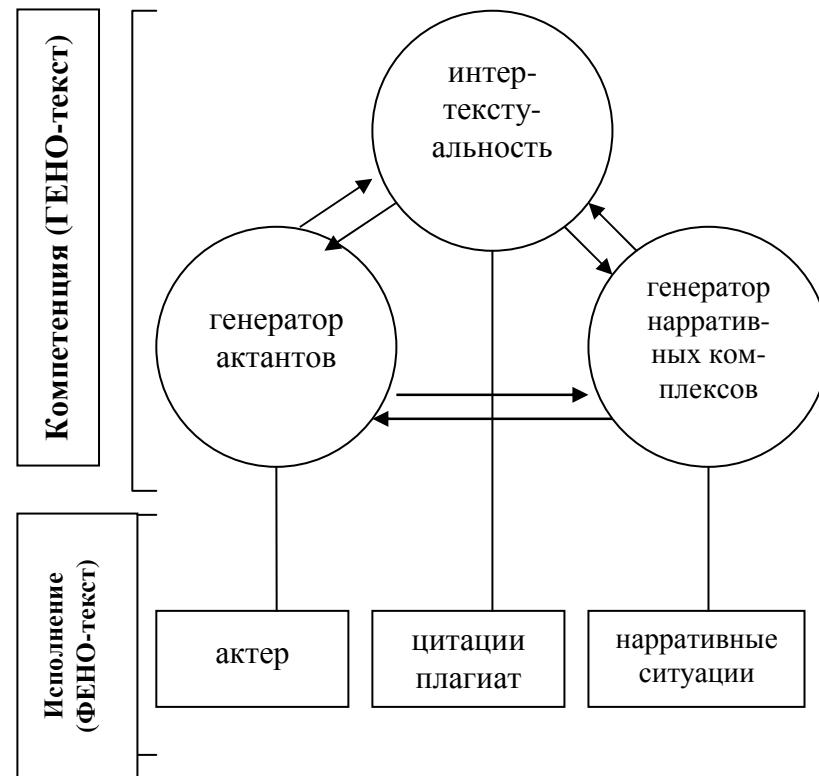 Компетенция (ГЕНО-текст)
интер-
тексту-
альность
генератор
актантов
генератор
нарратив-
ных ком-
плексов
Исполнение
(ФЕНО-текст)
актер
цитации
плагиат
нарративные
ситуации